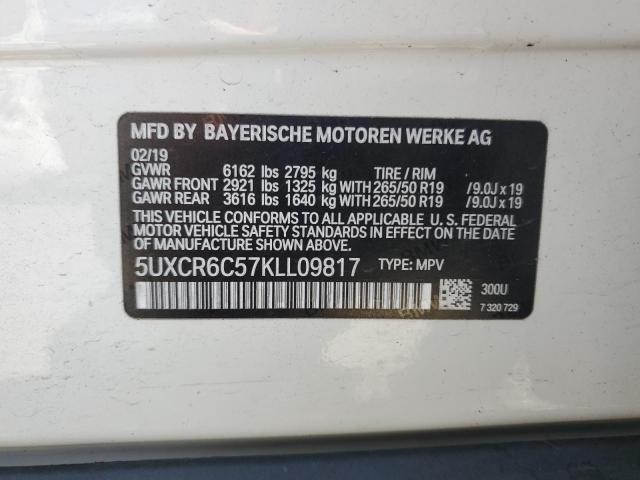 MFD BY BAYERISCHE MOTOREN WERKE AG
02/19
GVWR 6162 lbs 2795 kg TIRE / RIM
GAWR FRONT 2921 lbs 1325 kg WITH 265/50 R19 /9.0J x 19
GAWR REAR 3616 lbs 1640 kg WITH 265/50 R19 /9.0J x 19
THIS VEHICLE CONFORMS TO ALL APPLICABLE U. S. FEDERAL
MOTOR VEHICLE SAFETY STANDARDS IN EFFECT ON THE DATE
OF MANUFACTURE SHOWN ABOVE.
5UXCR6C57KLL09817 TYPE: MPV
300U
7 320 729